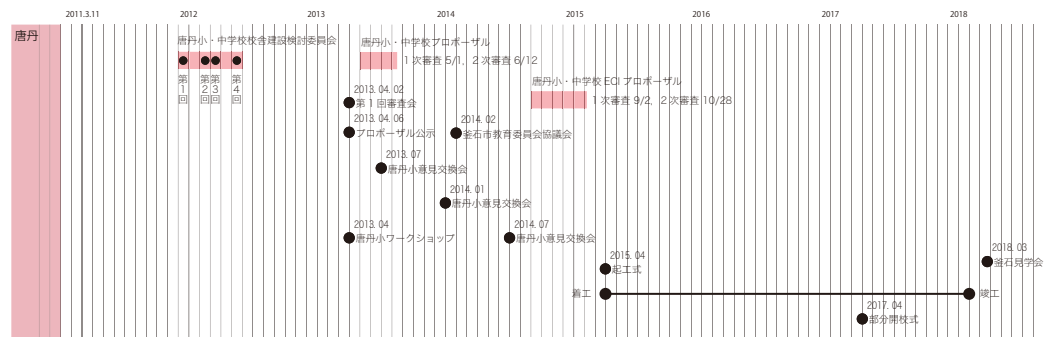 2011.3.11 2012 2013 2014 2015 2016 2017 2018
唐丹
唐丹小・中学校校舎建設検討委員会
第1回
第2回
第3回
第4回
唐丹小・中学校プロポーザル
1次審査 5/1, 2次審査 6/12
唐丹小・中学校 ECI プロポーザル
1次審査 9/2, 2次審査 10/28
2013. 04. 02
第1回審査会
2013. 04. 06
プロポーザル公示
2014. 02
釜石市教育委員会協議会
2013. 07
唐丹小意見交換会
2014. 01
唐丹小意見交換会
2013. 04
唐丹小ワークショップ
2014. 07
唐丹小意見交換会
2015. 04
起工式
2018. 03
釜石見学会
着工
竣工
2017. 04
部分開校式